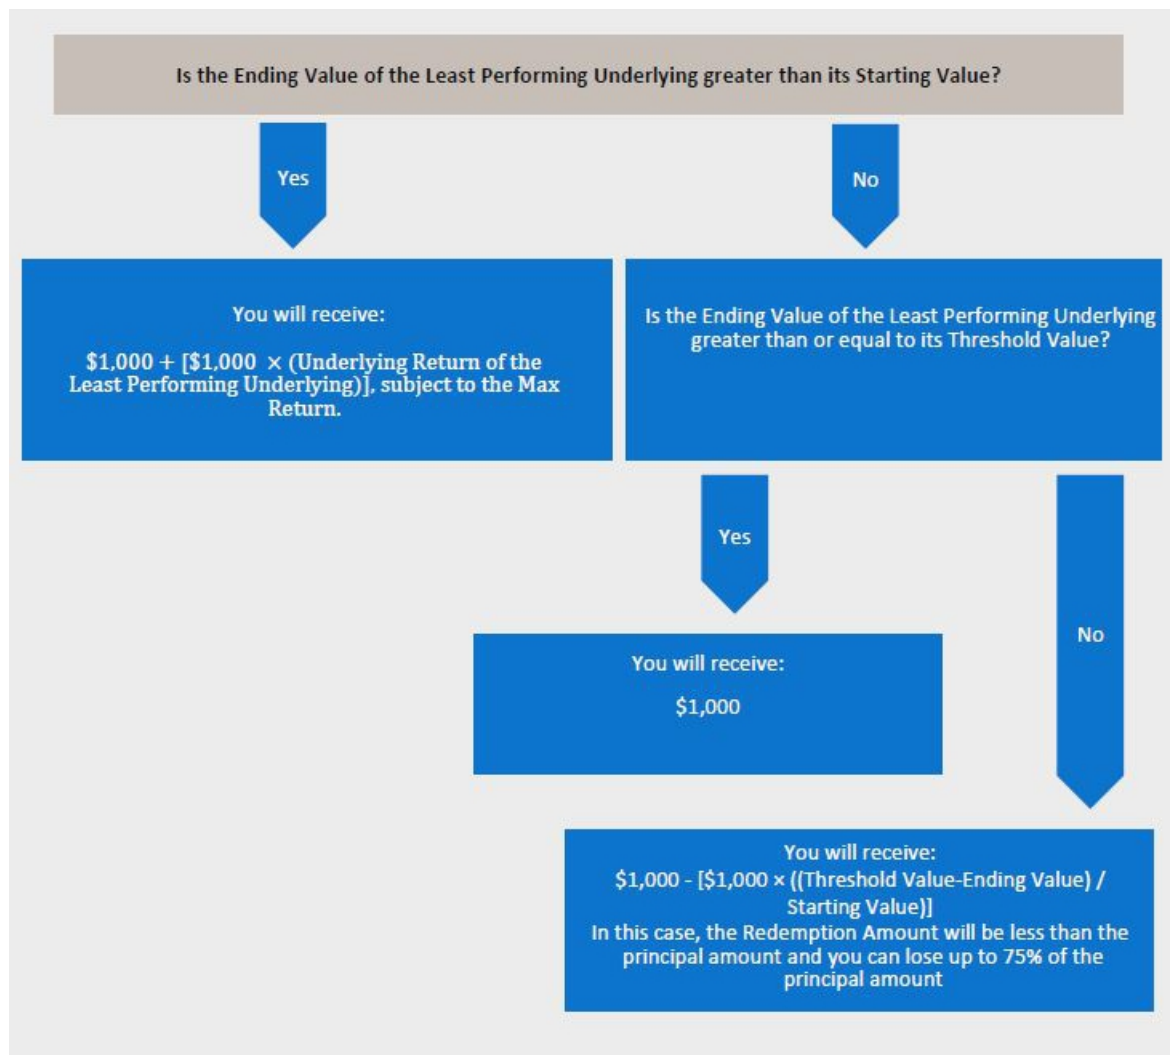 Is the Ending Value of the Least Performing Underlying greater than its Starting Value?
Yes
No
You will receive:
$1,000 + [$1,000 × (Underlying Return of the
Least Performing Underlying)], subject to the Max
Return.
Is the Ending Value of the Least Performing Underlying
greater than or equal to its Threshold Value?
Yes
No
You will receive:
$1,000
You will receive:
$1,000 - [$1,000 × ((Threshold Value-Ending Value) /
Starting Value)]
In this case, the Redemption Amount will be less than the
principal amount and you can lose up to 75% of the
principal amount